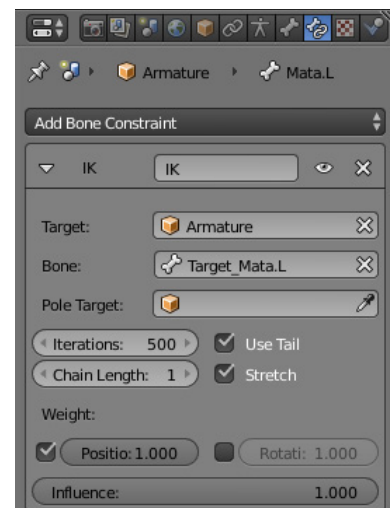 Armature Mata.L
Add Bone Constraint
IK IK
Target: Armature
Bone: Target_Mata.L
Pole Target:
Iterations: 500 Use Tail
Chain Length: 1 Stretch
Weight:
Positio: 1.000 Rotati: 1.000
Influence: 1.000